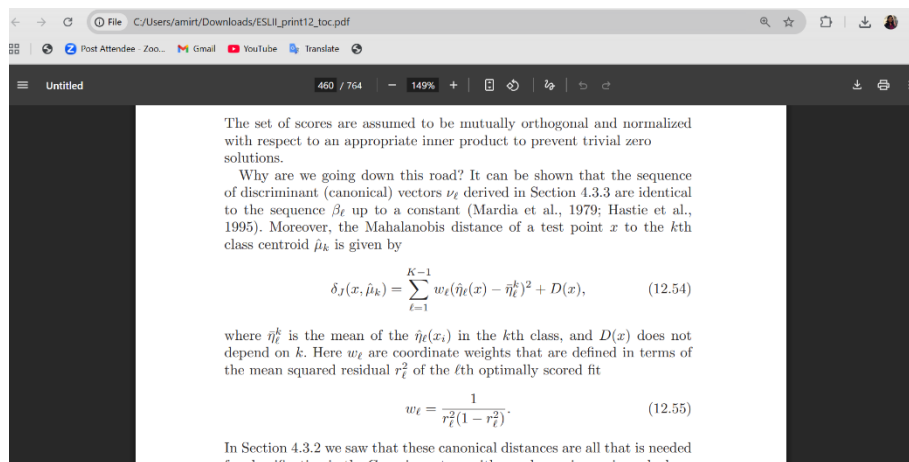 File C:/Users/amirt/Downloads/ESLII_print12_toc.pdf
Post Attendee - Zoo... Gmail YouTube Translate
Untitled 460 / 764 − 149% +
The set of scores are assumed to be mutually orthogonal and normalized
with respect to an appropriate inner product to prevent trivial zero
solutions.
Why are we going down this road? It can be shown that the sequence
of discriminant (canonical) vectors ν_ℓ derived in Section 4.3.3 are identical
to the sequence β_ℓ up to a constant (Mardia et al., 1979; Hastie et al.,
1995). Moreover, the Mahalanobis distance of a test point x to the kth
class centroid μ̂_k is given by
δ_J(x, μ̂_k) = ∑_{ℓ=1}^{K−1} w_ℓ(η̂_ℓ(x) − η̄_ℓ^k)² + D(x), (12.54)
where η̄_ℓ^k is the mean of the η̂_ℓ(x_i) in the kth class, and D(x) does not
depend on k. Here w_ℓ are coordinate weights that are defined in terms of
the mean squared residual r_ℓ² of the ℓth optimally scored fit
w_ℓ = 1 / (r_ℓ²(1 − r_ℓ²)). (12.55)
In Section 4.3.2 we saw that these canonical distances are all that is needed